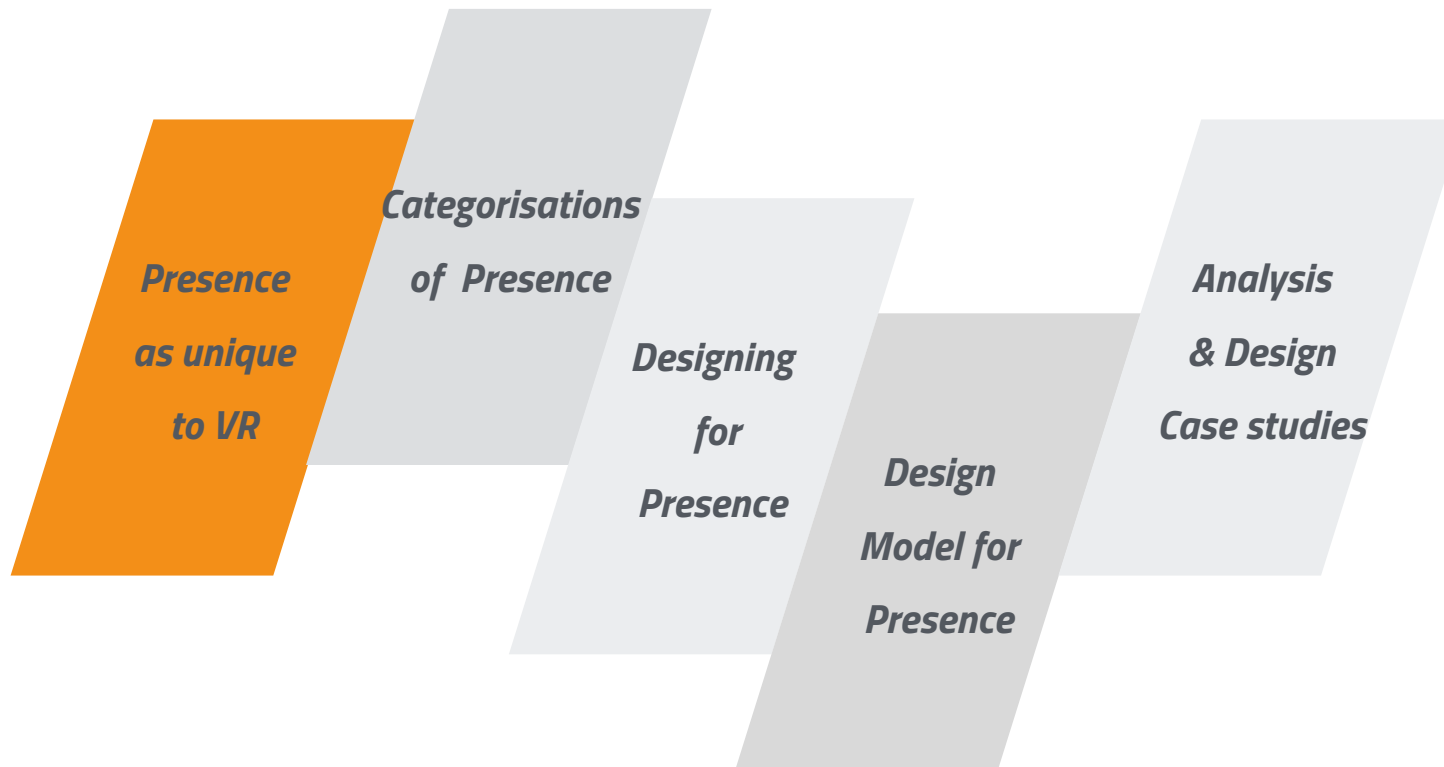 Presence
as unique
to VR
Categorisations
of Presence
Designing
for
Presence
Design
Model for
Presence
Analysis
& Design
Case studies